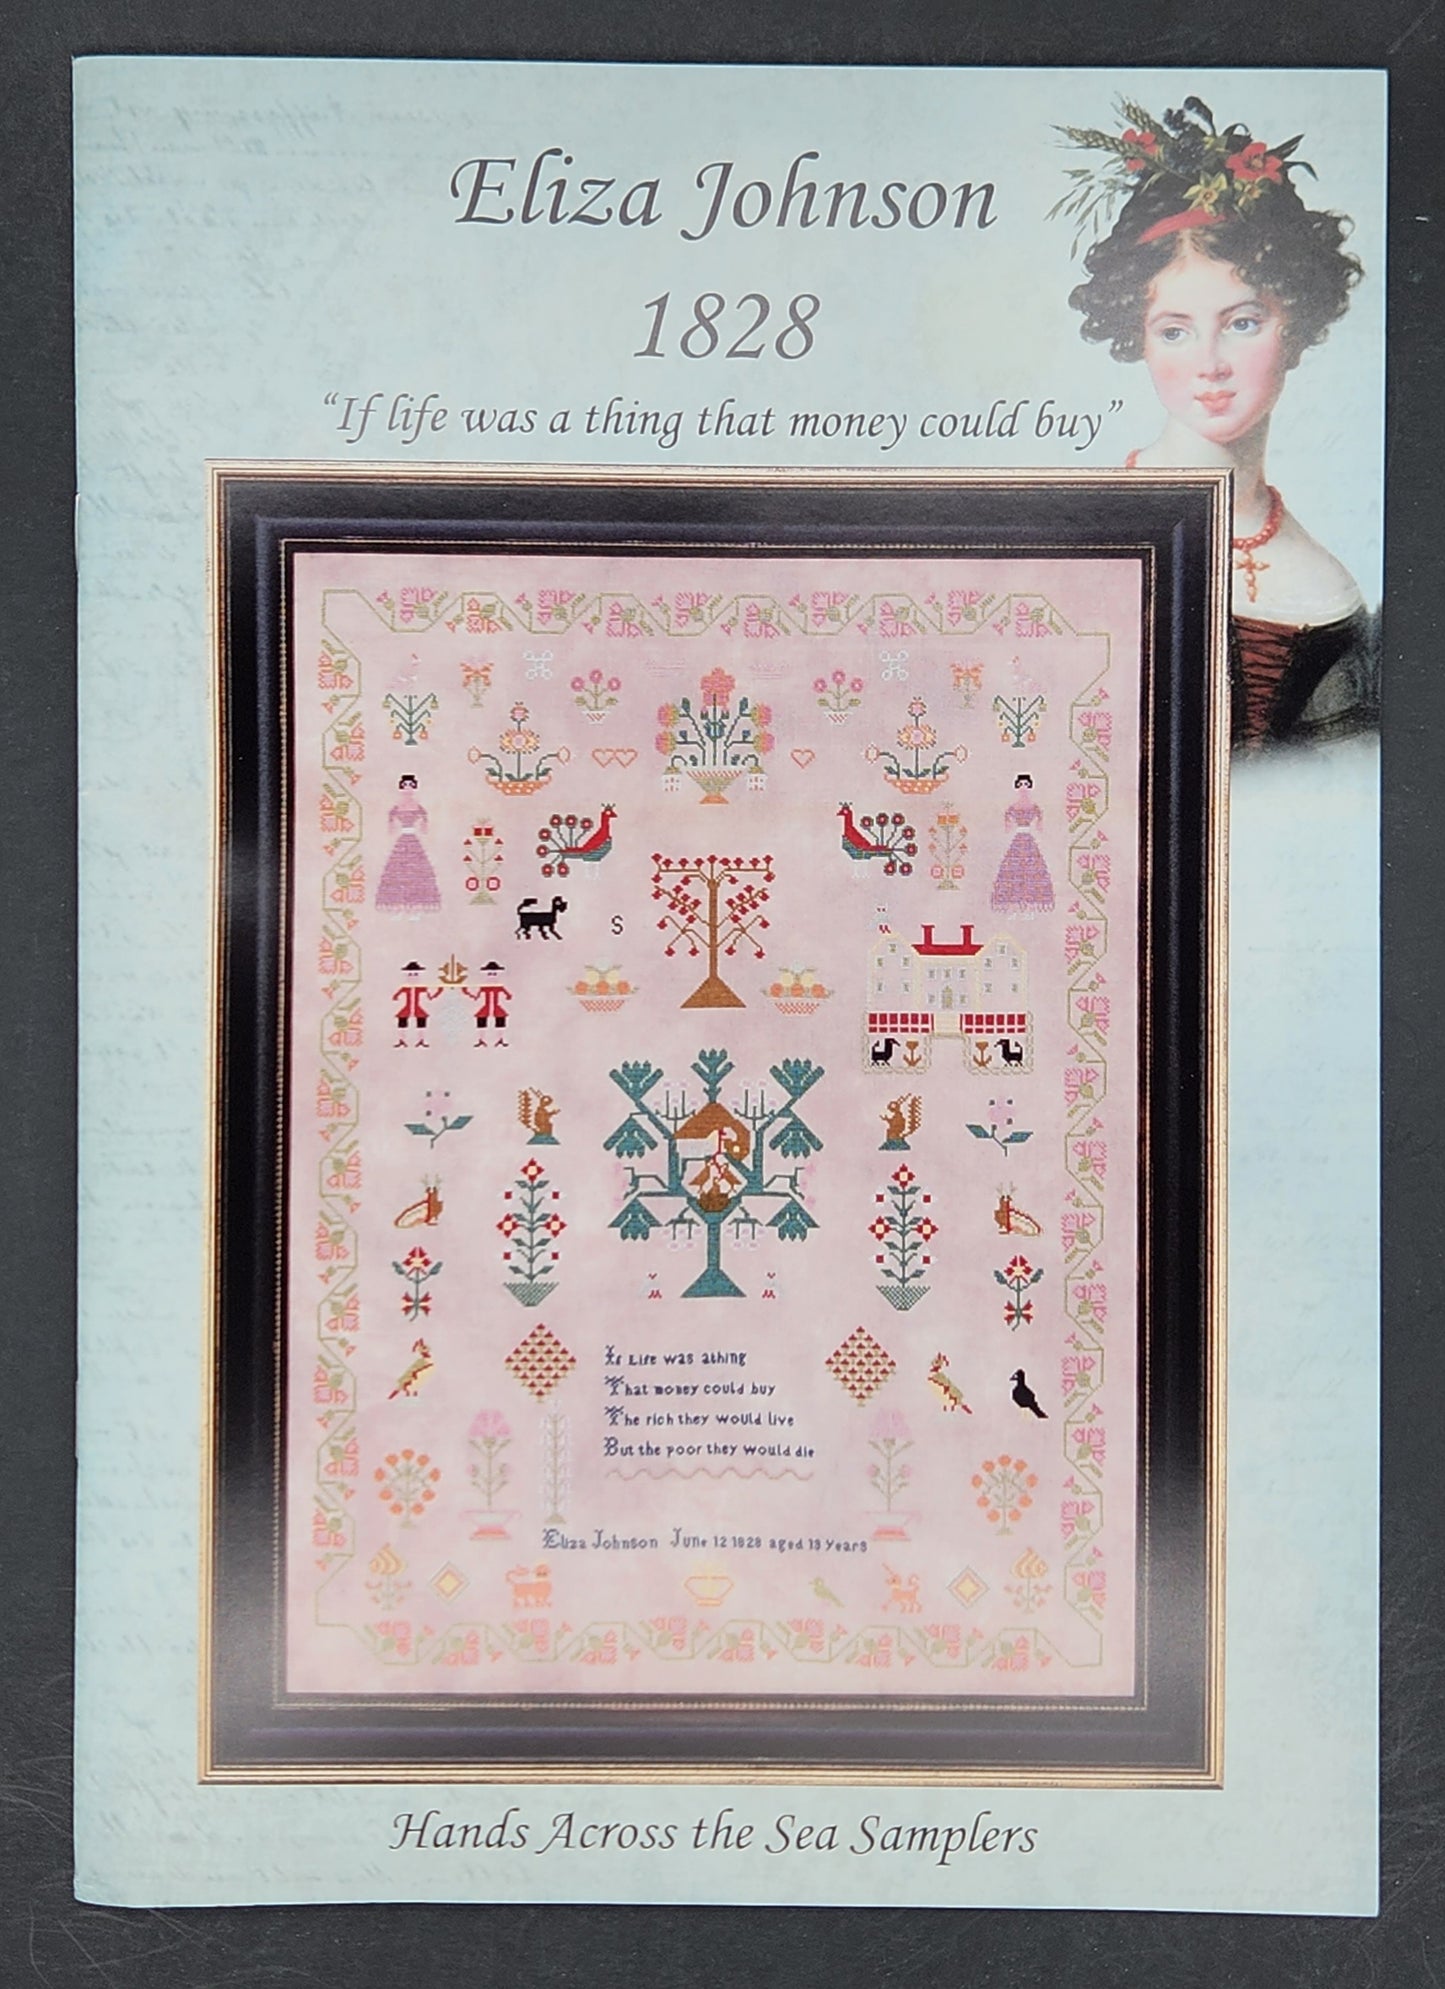 Eliza Johnson
1828
“If life was a thing that money could buy”
S
If Life was athing
That money could buy
The rich they would live
But the poor they would die
Eliza Johnson June 12 1828 aged 13 Years
Hands Across the Sea Samplers